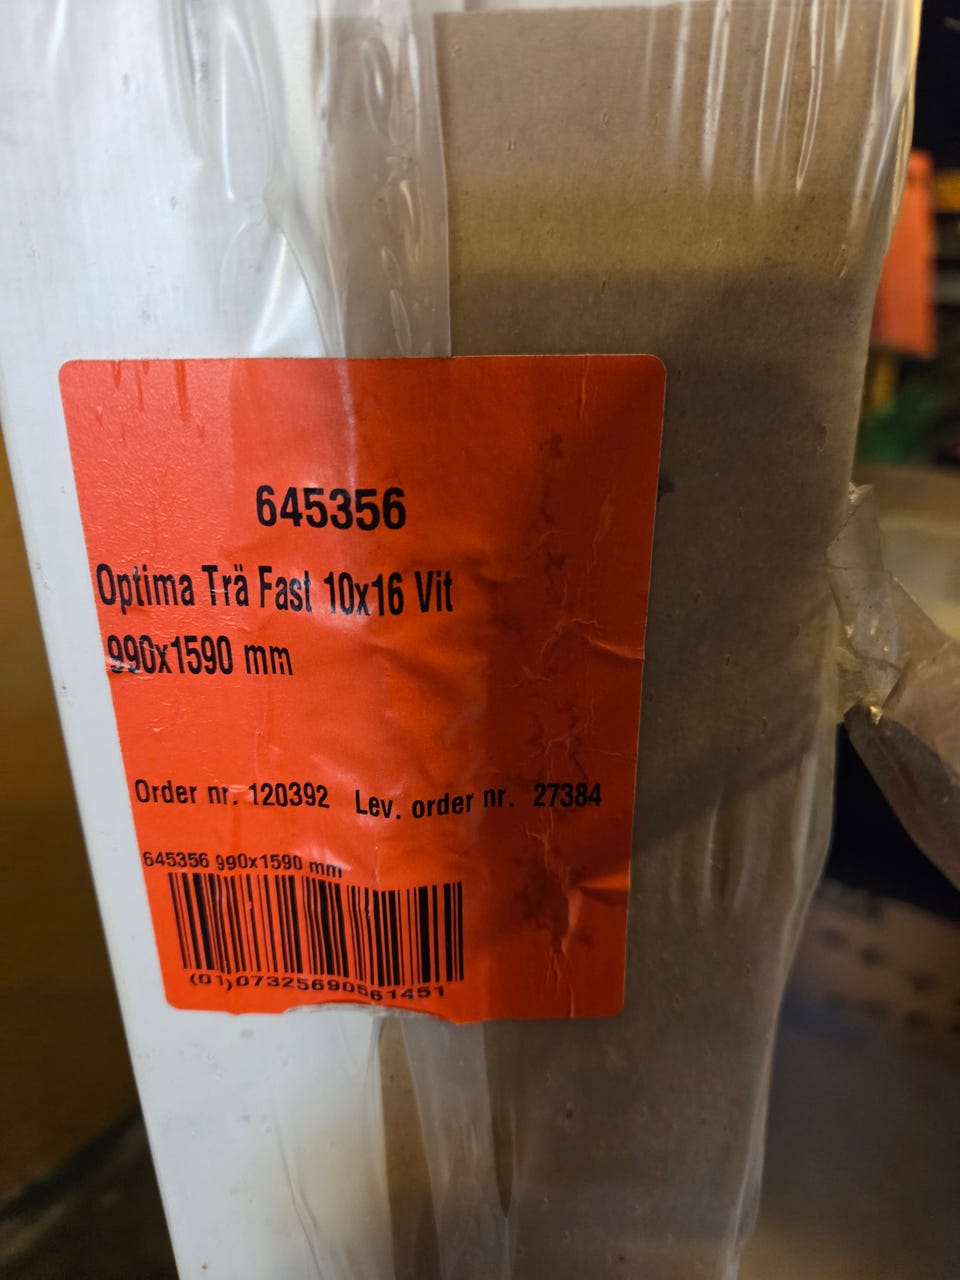 645356
Optima Trä Fast 10x16 Vit
990x1590 mm
Order nr. 120392 Lev. order nr. 27384
645356 990x1590 mm
(01)07325690561451